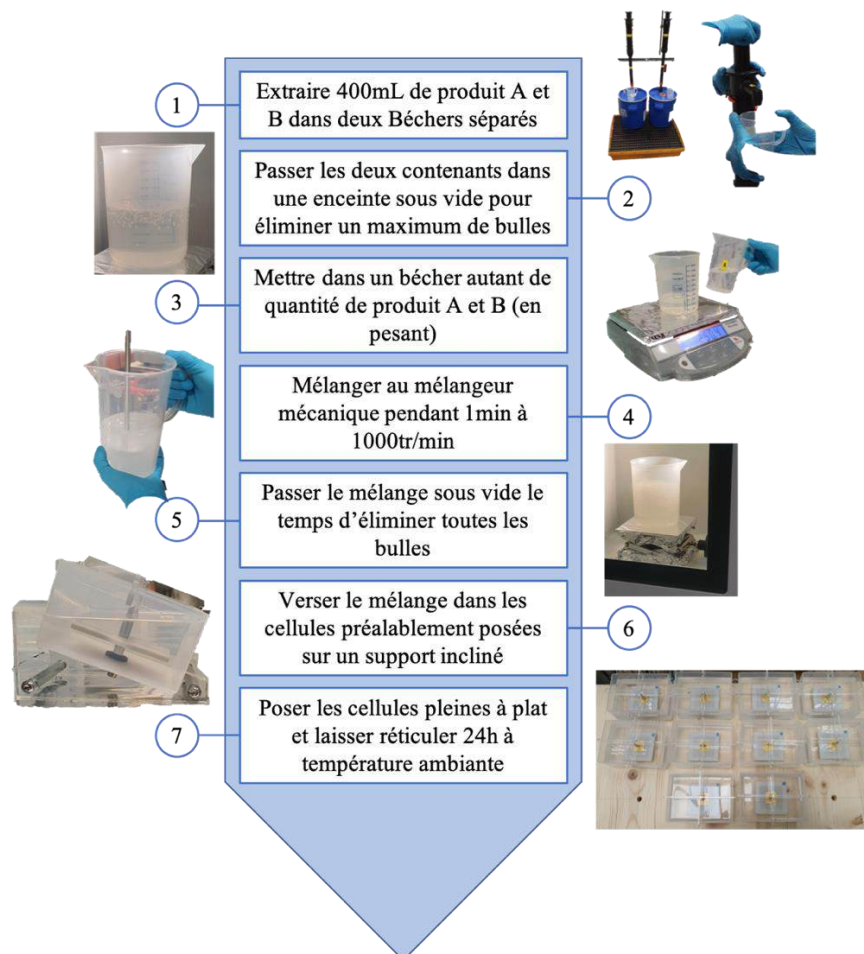 1
Extraire 400mL de produit A et
B dans deux Béchers séparés
Passer les deux contenants dans
une enceinte sous vide pour
éliminer un maximum de bulles
2
3
Mettre dans un bécher autant de
quantité de produit A et B (en
pesant)
Mélanger au mélangeur
mécanique pendant 1min à
1000tr/min
4
5
Passer le mélange sous vide le
temps d'éliminer toutes les
bulles
Verser le mélange dans les
cellules préalablement posées
sur un support incliné
6
7
Poser les cellules pleines à plat
et laisser réticuler 24h à
température ambiante